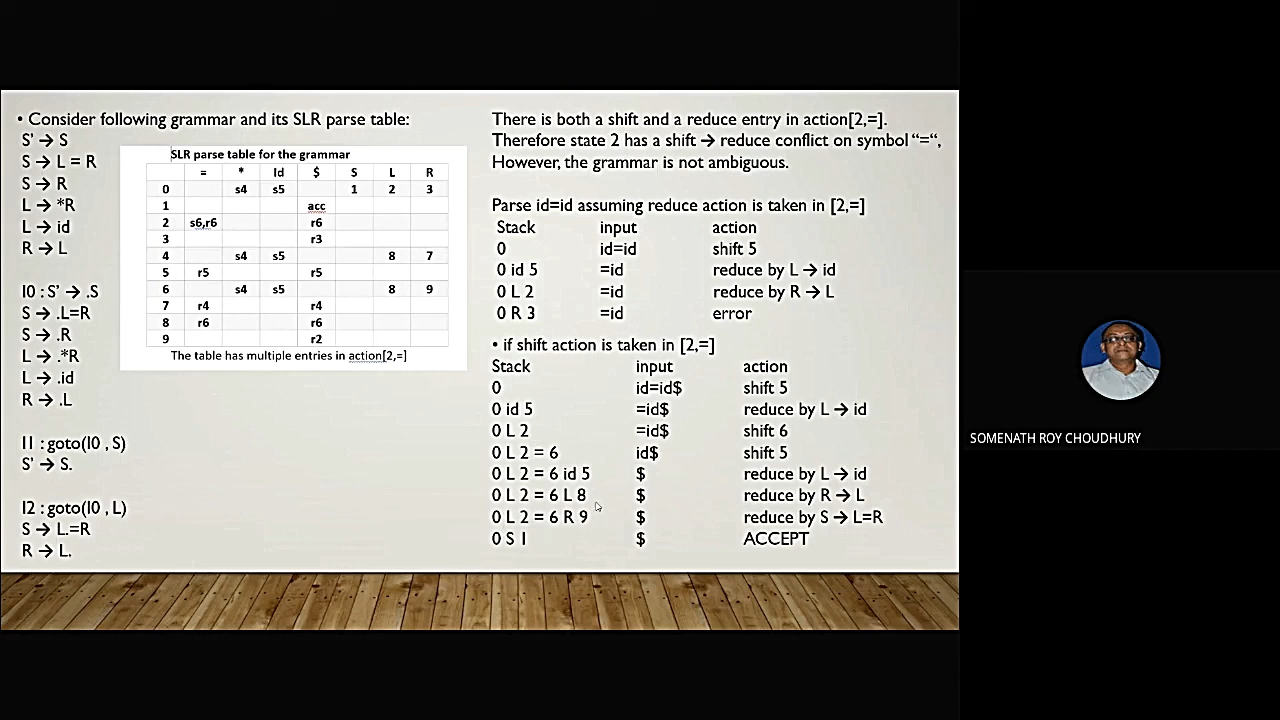 • Consider following grammar and its SLR parse table:
S' → S
S → L = R
S → R
L → *R
L → id
R → L
I0 : S' → .S
S → .L=R
S → .R
L → .*R
L → .id
R → .L
I1 : goto(I0 , S)
S' → S.
I2 : goto(I0 , L)
S → L.=R
R → L.
SLR parse table for the grammar
= * Id $ S L R
0 s4 s5 1 2 3
1 acc
2 s6,r6 r6
3 r3
4 s4 s5 8 7
5 r5 r5
6 s4 s5 8 9
7 r4 r4
8 r6 r6
9 r2
The table has multiple entries in action[2,=]
There is both a shift and a reduce entry in action[2,=].
Therefore state 2 has a shift → reduce conflict on symbol “=“,
However, the grammar is not ambiguous.
Parse id=id assuming reduce action is taken in [2,=]
Stack input action
0 id=id shift 5
0 id 5 =id reduce by L → id
0 L 2 =id reduce by R → L
0 R 3 =id error
• if shift action is taken in [2,=]
Stack input action
0 id=id$ shift 5
0 id 5 =id$ reduce by L → id
0 L 2 =id$ shift 6
0 L 2 = 6 id$ shift 5
0 L 2 = 6 id 5 $ reduce by L → id
0 L 2 = 6 L 8 $ reduce by R → L
0 L 2 = 6 R 9 $ reduce by S → L=R
0 S 1 $ ACCEPT
SOMENATH ROY CHOUDHURY